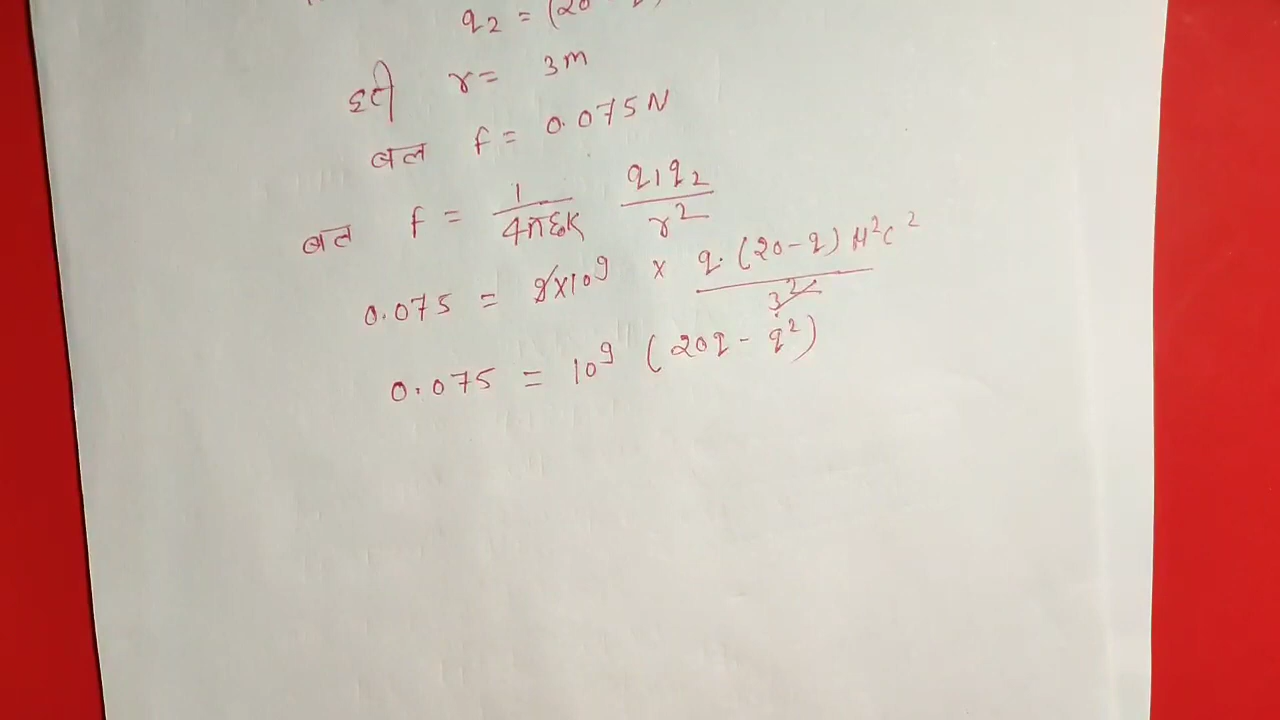 q₂ = (20 - q)
दूरी r = 3m
बल F = 0.075N
बल F = 1/4πε₀K q₁q₂/r²
0.075 = 9×10⁹ × q.(20-q) μ²c²/3²
0.075 = 10⁹ (20q - q²)